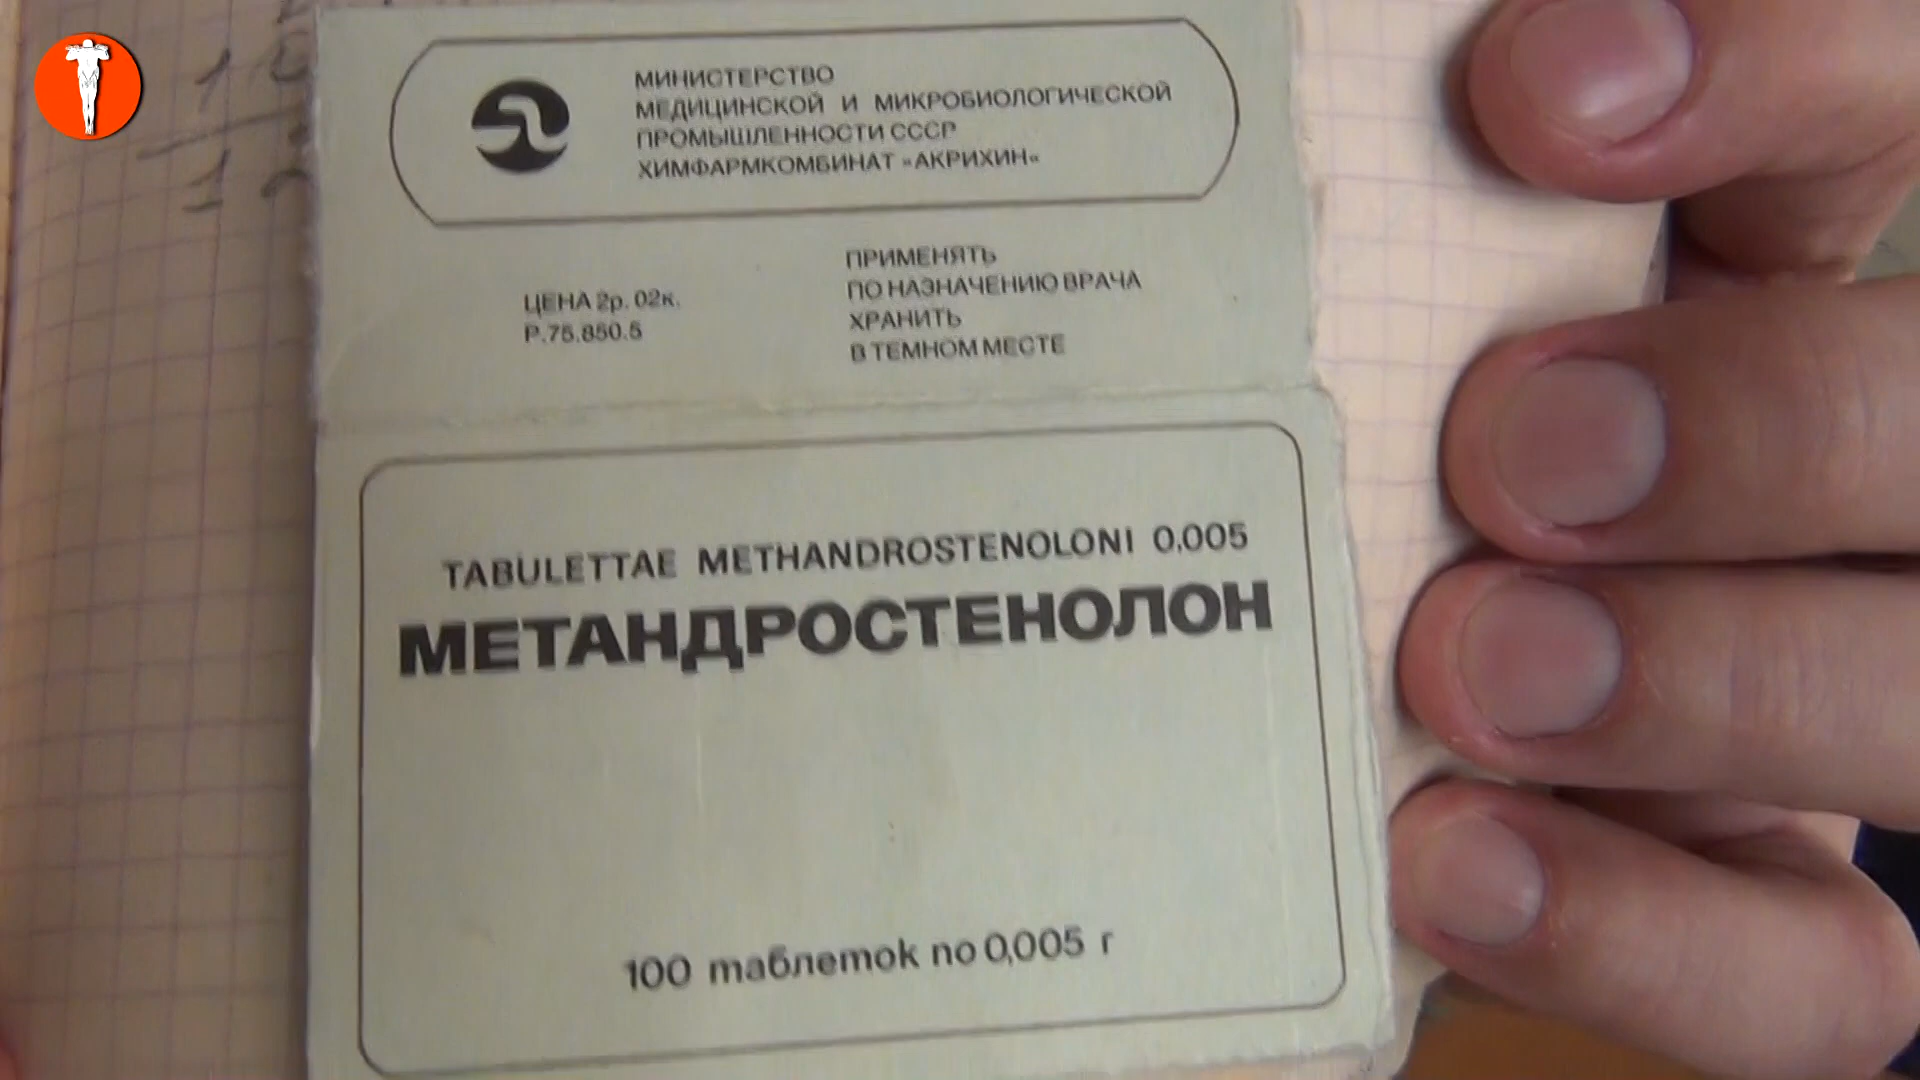 МИНИСТЕРСТВО
МЕДИЦИНСКОЙ И МИКРОБИОЛОГИЧЕСКОЙ
ПРОМЫШЛЕННОСТИ СССР
ХИМФАРМКОМБИНАТ »АКРИХИН«
ЦЕНА 2р. 02к.
Р.75.850.5
ПРИМЕНЯТЬ
ПО НАЗНАЧЕНИЮ ВРАЧА
ХРАНИТЬ
В ТЕМНОМ МЕСТЕ
TABULETTAE METHANDROSTENOLONI 0,005
МЕТАНДРОСТЕНОЛОН
100 таблеток по 0,005 г